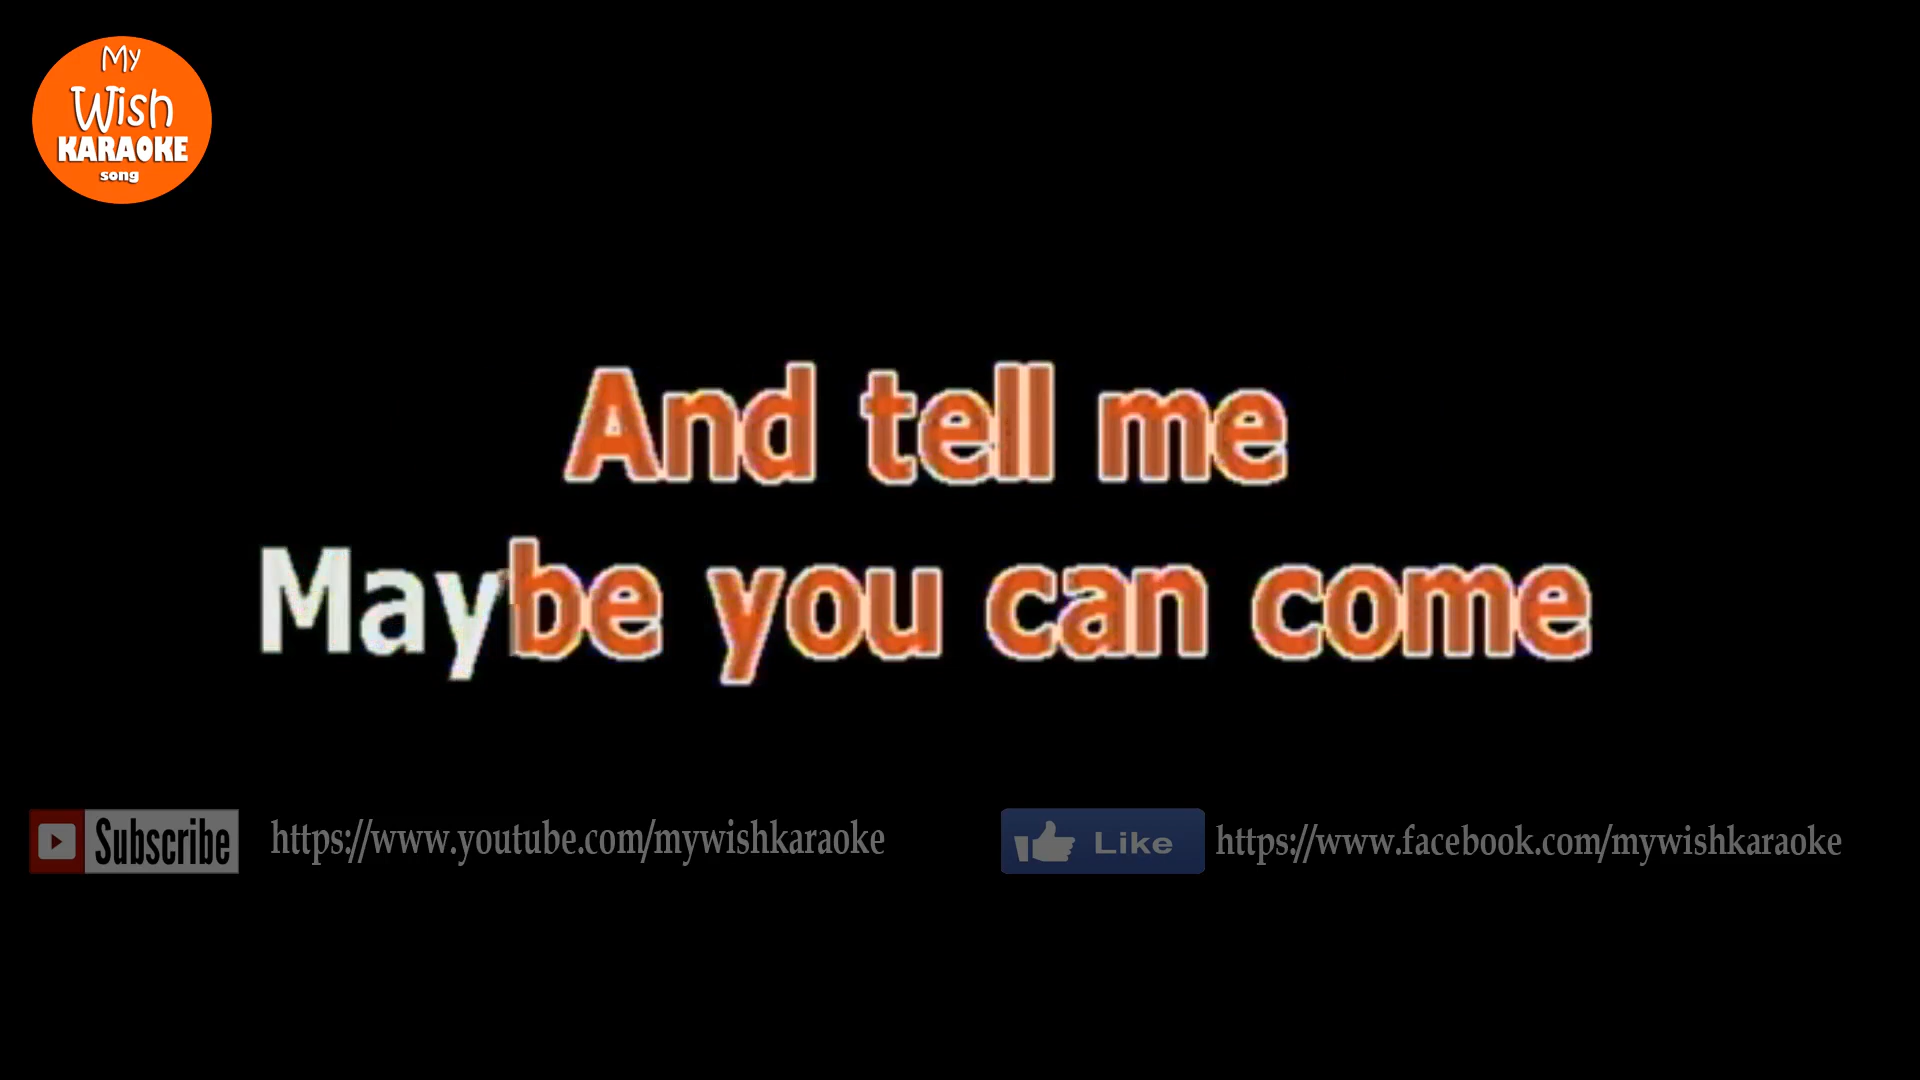 My
Wish
KARAOKE
song
And tell me
Maybe you can come
Subscribe https://www.youtube.com/mywishkaraoke Like https://www.facebook.com/mywishkaraoke